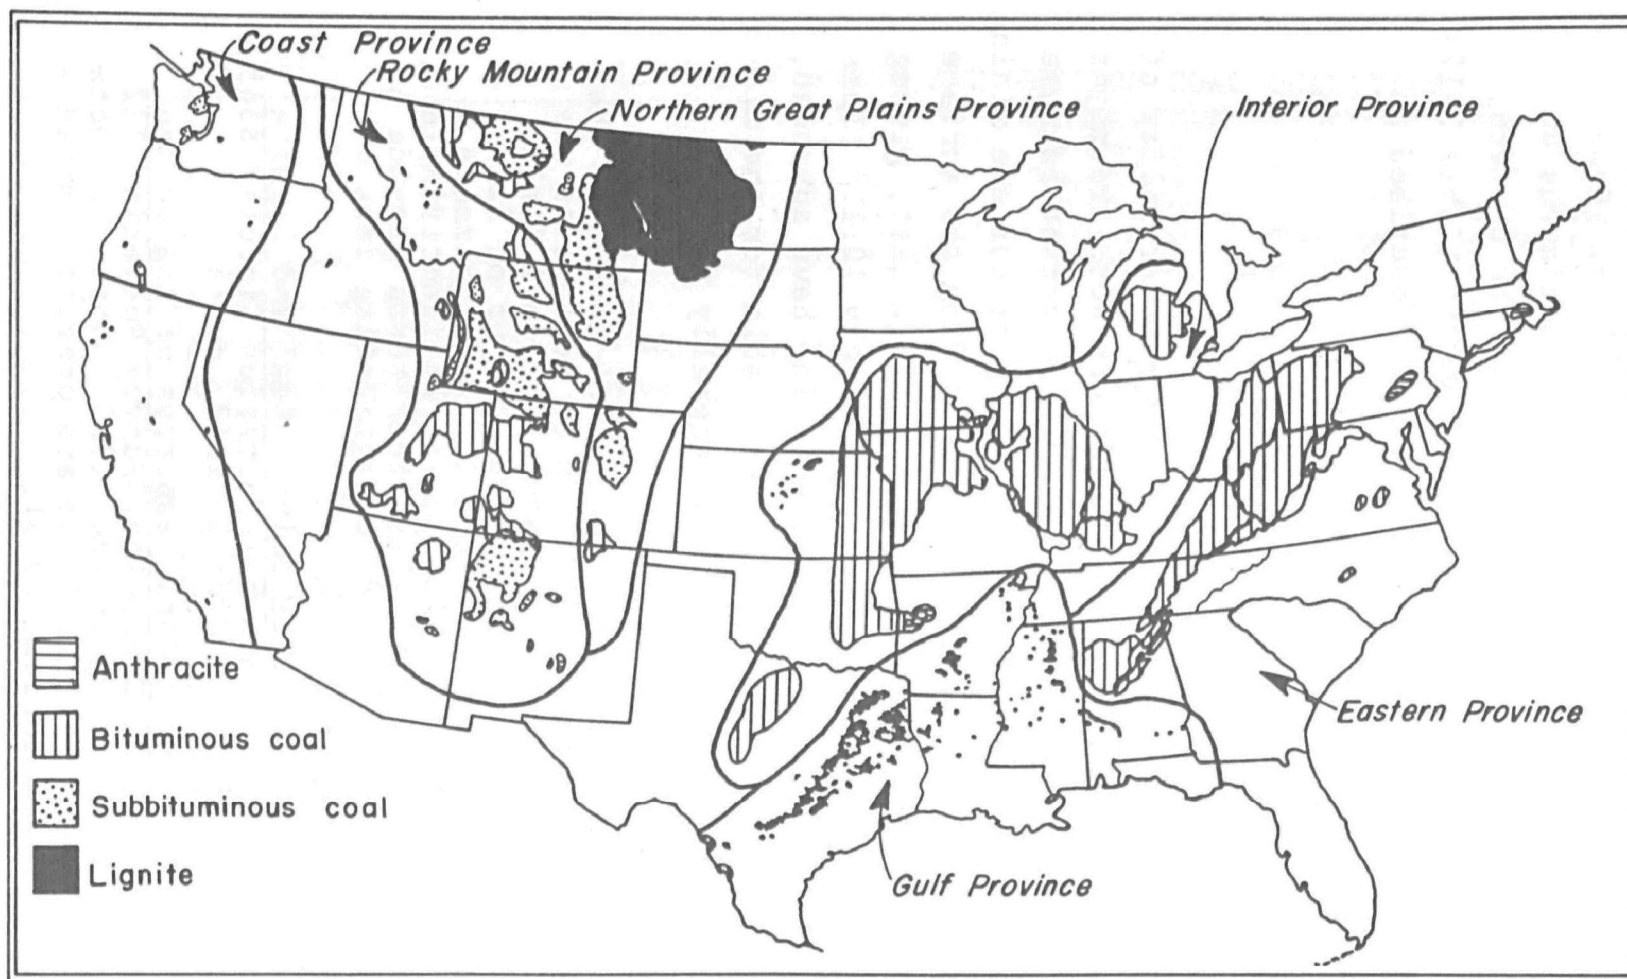 Coast Province
Rocky Mountain Province
Northern Great Plains Province
Interior Province
Anthracite
Bituminous coal
Subbituminous coal
Lignite
Eastern Province
Gulf Province